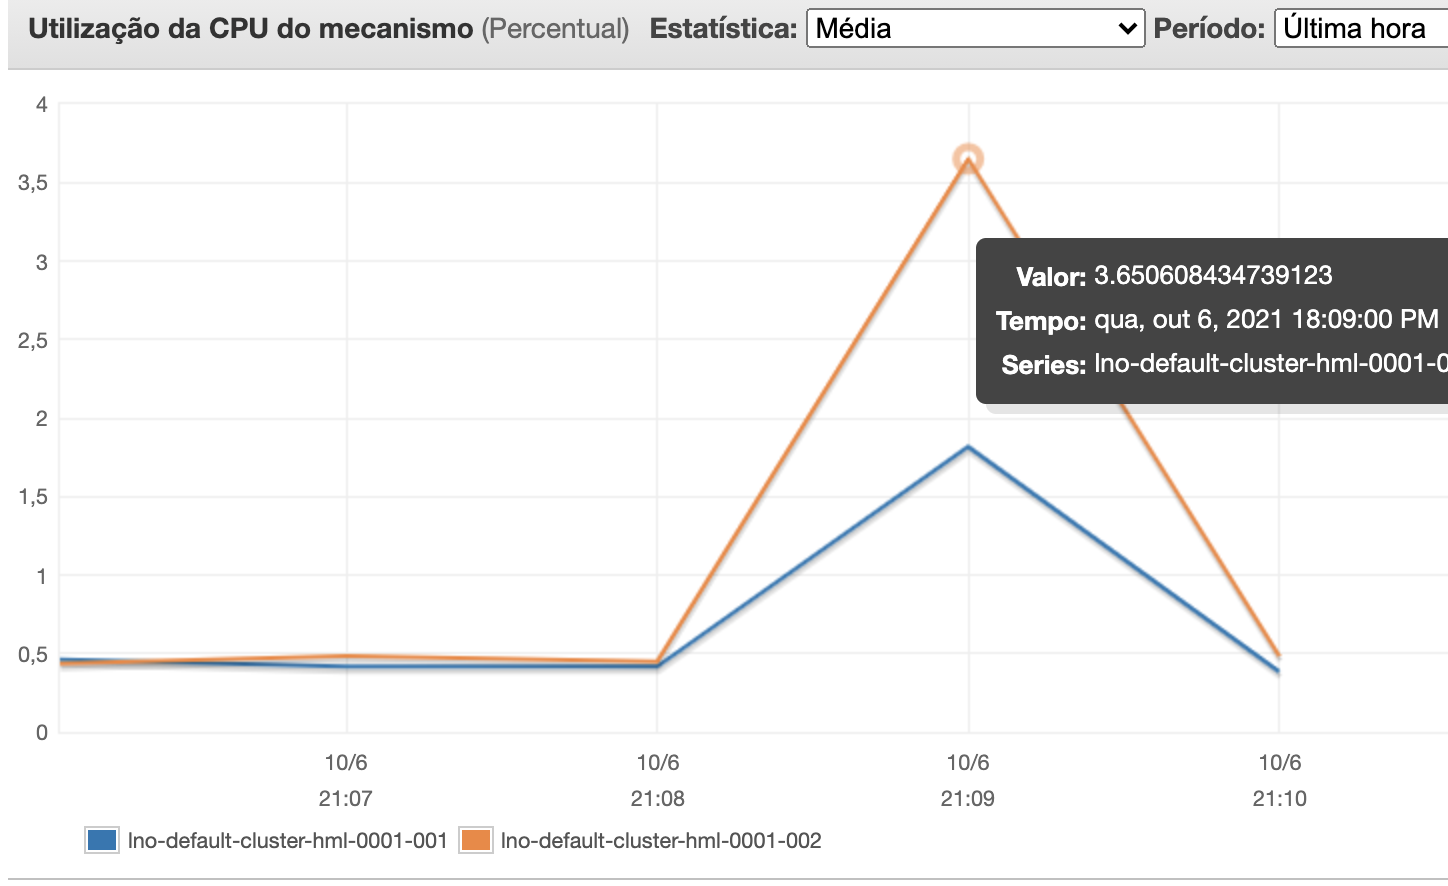 Utilização da CPU do mecanismo (Percentual) Estatística: Média Período: Última hora
4
3,5
3
2,5
2
1,5
1
0,5
0
Valor: 3.650608434739123
Tempo: qua, out 6, 2021 18:09:00 PM
Series: lno-default-cluster-hml-0001-0
10/6 10/6 10/6 10/6
21:07 21:08 21:09 21:10
lno-default-cluster-hml-0001-001 lno-default-cluster-hml-0001-002